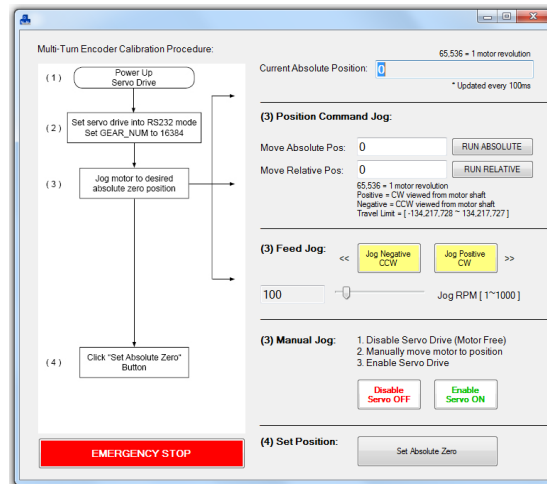 Multi-Turn Encoder Calibration Procedure:
( 1 )
Power Up
Servo Drive
( 2 )
Set servo drive into RS232 mode
Set GEAR_NUM to 16384
( 3 )
Jog motor to desired
absolute zero position
( 4 )
Click "Set Absolute Zero"
Button
EMERGENCY STOP
65,536 = 1 motor revolution
Current Absolute Position: 0
* Updated every 100ms
(3) Position Command Jog:
Move Absolute Pos: 0 RUN ABSOLUTE
Move Relative Pos: 0 RUN RELATIVE
65,536 = 1 motor revolution
Positive = CW viewed from motor shaft
Negative = CCW viewed from motor shaft
Travel Limit = [ -134,217,728 ~ 134,217,727 ]
(3) Feed Jog:
<<
Jog Negative
CCW
Jog Positive
CW
>>
100
Jog RPM [ 1~1000 ]
(3) Manual Jog:
1. Disable Servo Drive (Motor Free)
2. Manually move motor to position
3. Enable Servo Drive
Disable
Servo OFF
Enable
Servo ON
(4) Set Position:
Set Absolute Zero